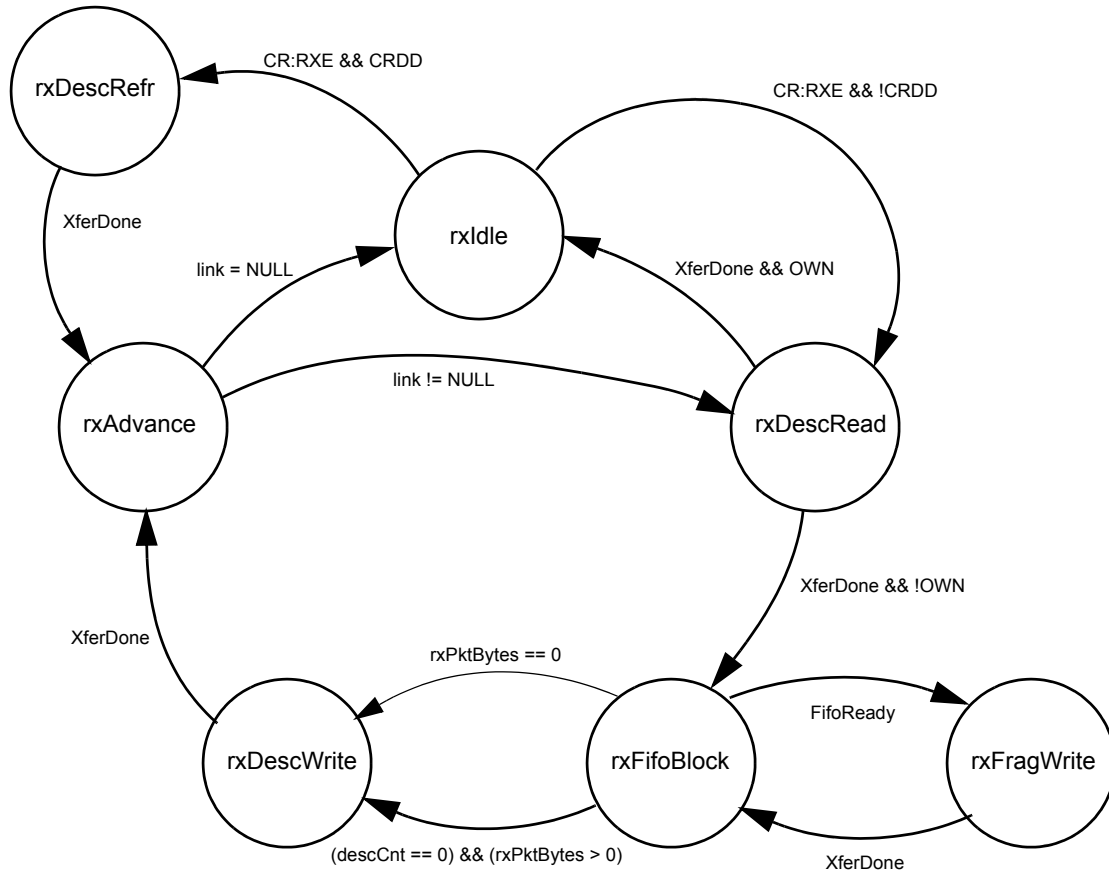 CR:RXE && CRDD
rxDescRefr
CR:RXE && !CRDD
XferDone
rxIdle
link = NULL
XferDone && OWN
link != NULL
rxAdvance
rxDescRead
XferDone && !OWN
XferDone
rxPktBytes == 0
FifoReady
rxDescWrite
rxFifoBlock
rxFragWrite
(descCnt == 0) && (rxPktBytes > 0)
XferDone